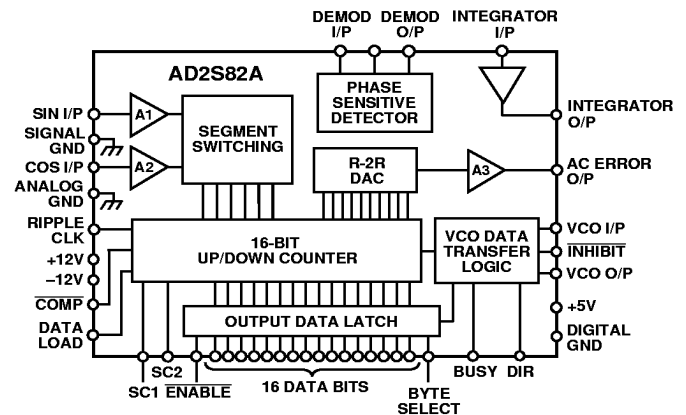 DEMOD
I/P
DEMOD
O/P
INTEGRATOR
I/P
AD2S82A
SIN I/P
A1
SIGNAL
GND
COS I/P
A2
ANALOG
GND
SEGMENT
SWITCHING
PHASE
SENSITIVE
DETECTOR
INTEGRATOR
O/P
R-2R
DAC
A3
AC ERROR
O/P
RIPPLE
CLK
+12V
–12V
COMP
DATA
LOAD
16-BIT
UP/DOWN COUNTER
VCO DATA
TRANSFER
LOGIC
VCO I/P
INHIBIT
VCO O/P
+5V
DIGITAL
GND
OUTPUT DATA LATCH
SC1
SC2
ENABLE
16 DATA BITS
BYTE
SELECT
BUSY
DIR